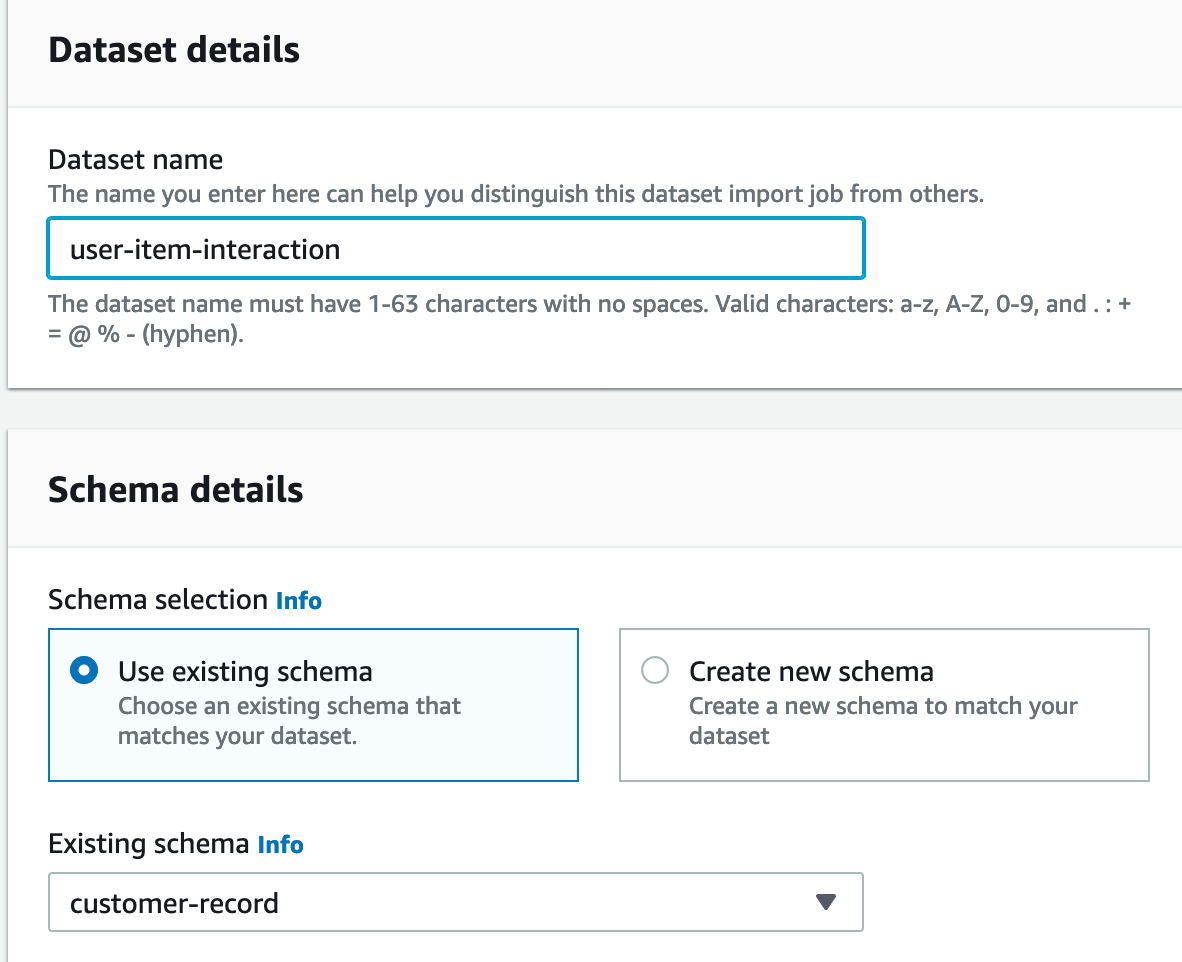 Dataset details
Dataset name
The name you enter here can help you distinguish this dataset import job from others.
user-item-interaction
The dataset name must have 1-63 characters with no spaces. Valid characters: a-z, A-Z, 0-9, and . : +
= @ % - (hyphen).
Schema details
Schema selection Info
Use existing schema
Choose an existing schema that
matches your dataset.
Create new schema
Create a new schema to match your
dataset
Existing schema Info
customer-record